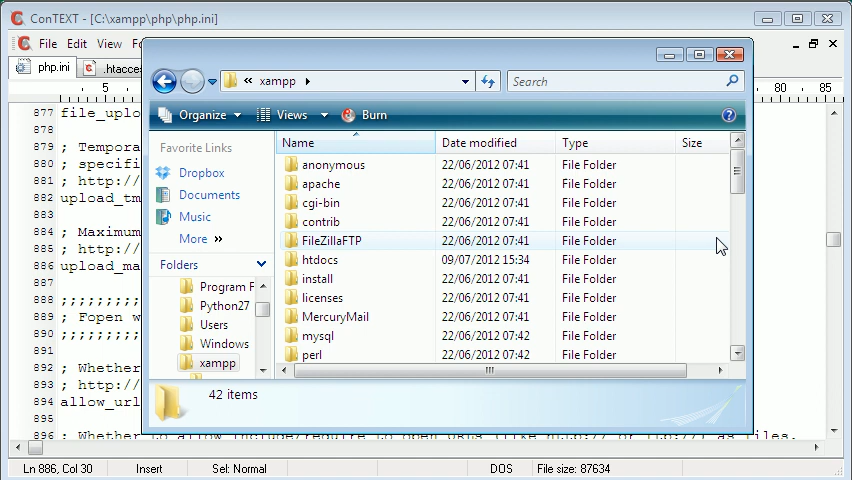 ConTEXT - [C:\xampp\php\php.ini]
File Edit View Fo
php.ini .htacces
5 80 85
xampp
Search
Organize Views Burn
Favorite Links
Dropbox
Documents
Music
More »
Folders
Program F
Python27
Users
Windows
xampp
Name Date modified Type Size
anonymous 22/06/2012 07:41 File Folder
apache 22/06/2012 07:41 File Folder
cgi-bin 22/06/2012 07:41 File Folder
contrib 22/06/2012 07:41 File Folder
FileZillaFTP 22/06/2012 07:41 File Folder
htdocs 09/07/2012 15:34 File Folder
install 22/06/2012 07:41 File Folder
licenses 22/06/2012 07:41 File Folder
MercuryMail 22/06/2012 07:41 File Folder
mysql 22/06/2012 07:42 File Folder
perl 22/06/2012 07:42 File Folder
42 items
877 file_uplo
878
879 ; Tempora
880 ; specifi
881 ; http://
882 upload_tm
883
884 ; Maximum
885 ; http://
886 upload_ma
887
888 ;;;;;;;;;
889 ; Fopen w
890 ;;;;;;;;;
891
892 ; Whether
893 ; http://
894 allow_url
895
896 ; Whether to allow include/require to open URLs (like http:// or ftp://) as files.
Ln 886, Col 30 Insert Sel: Normal DOS File size: 87634